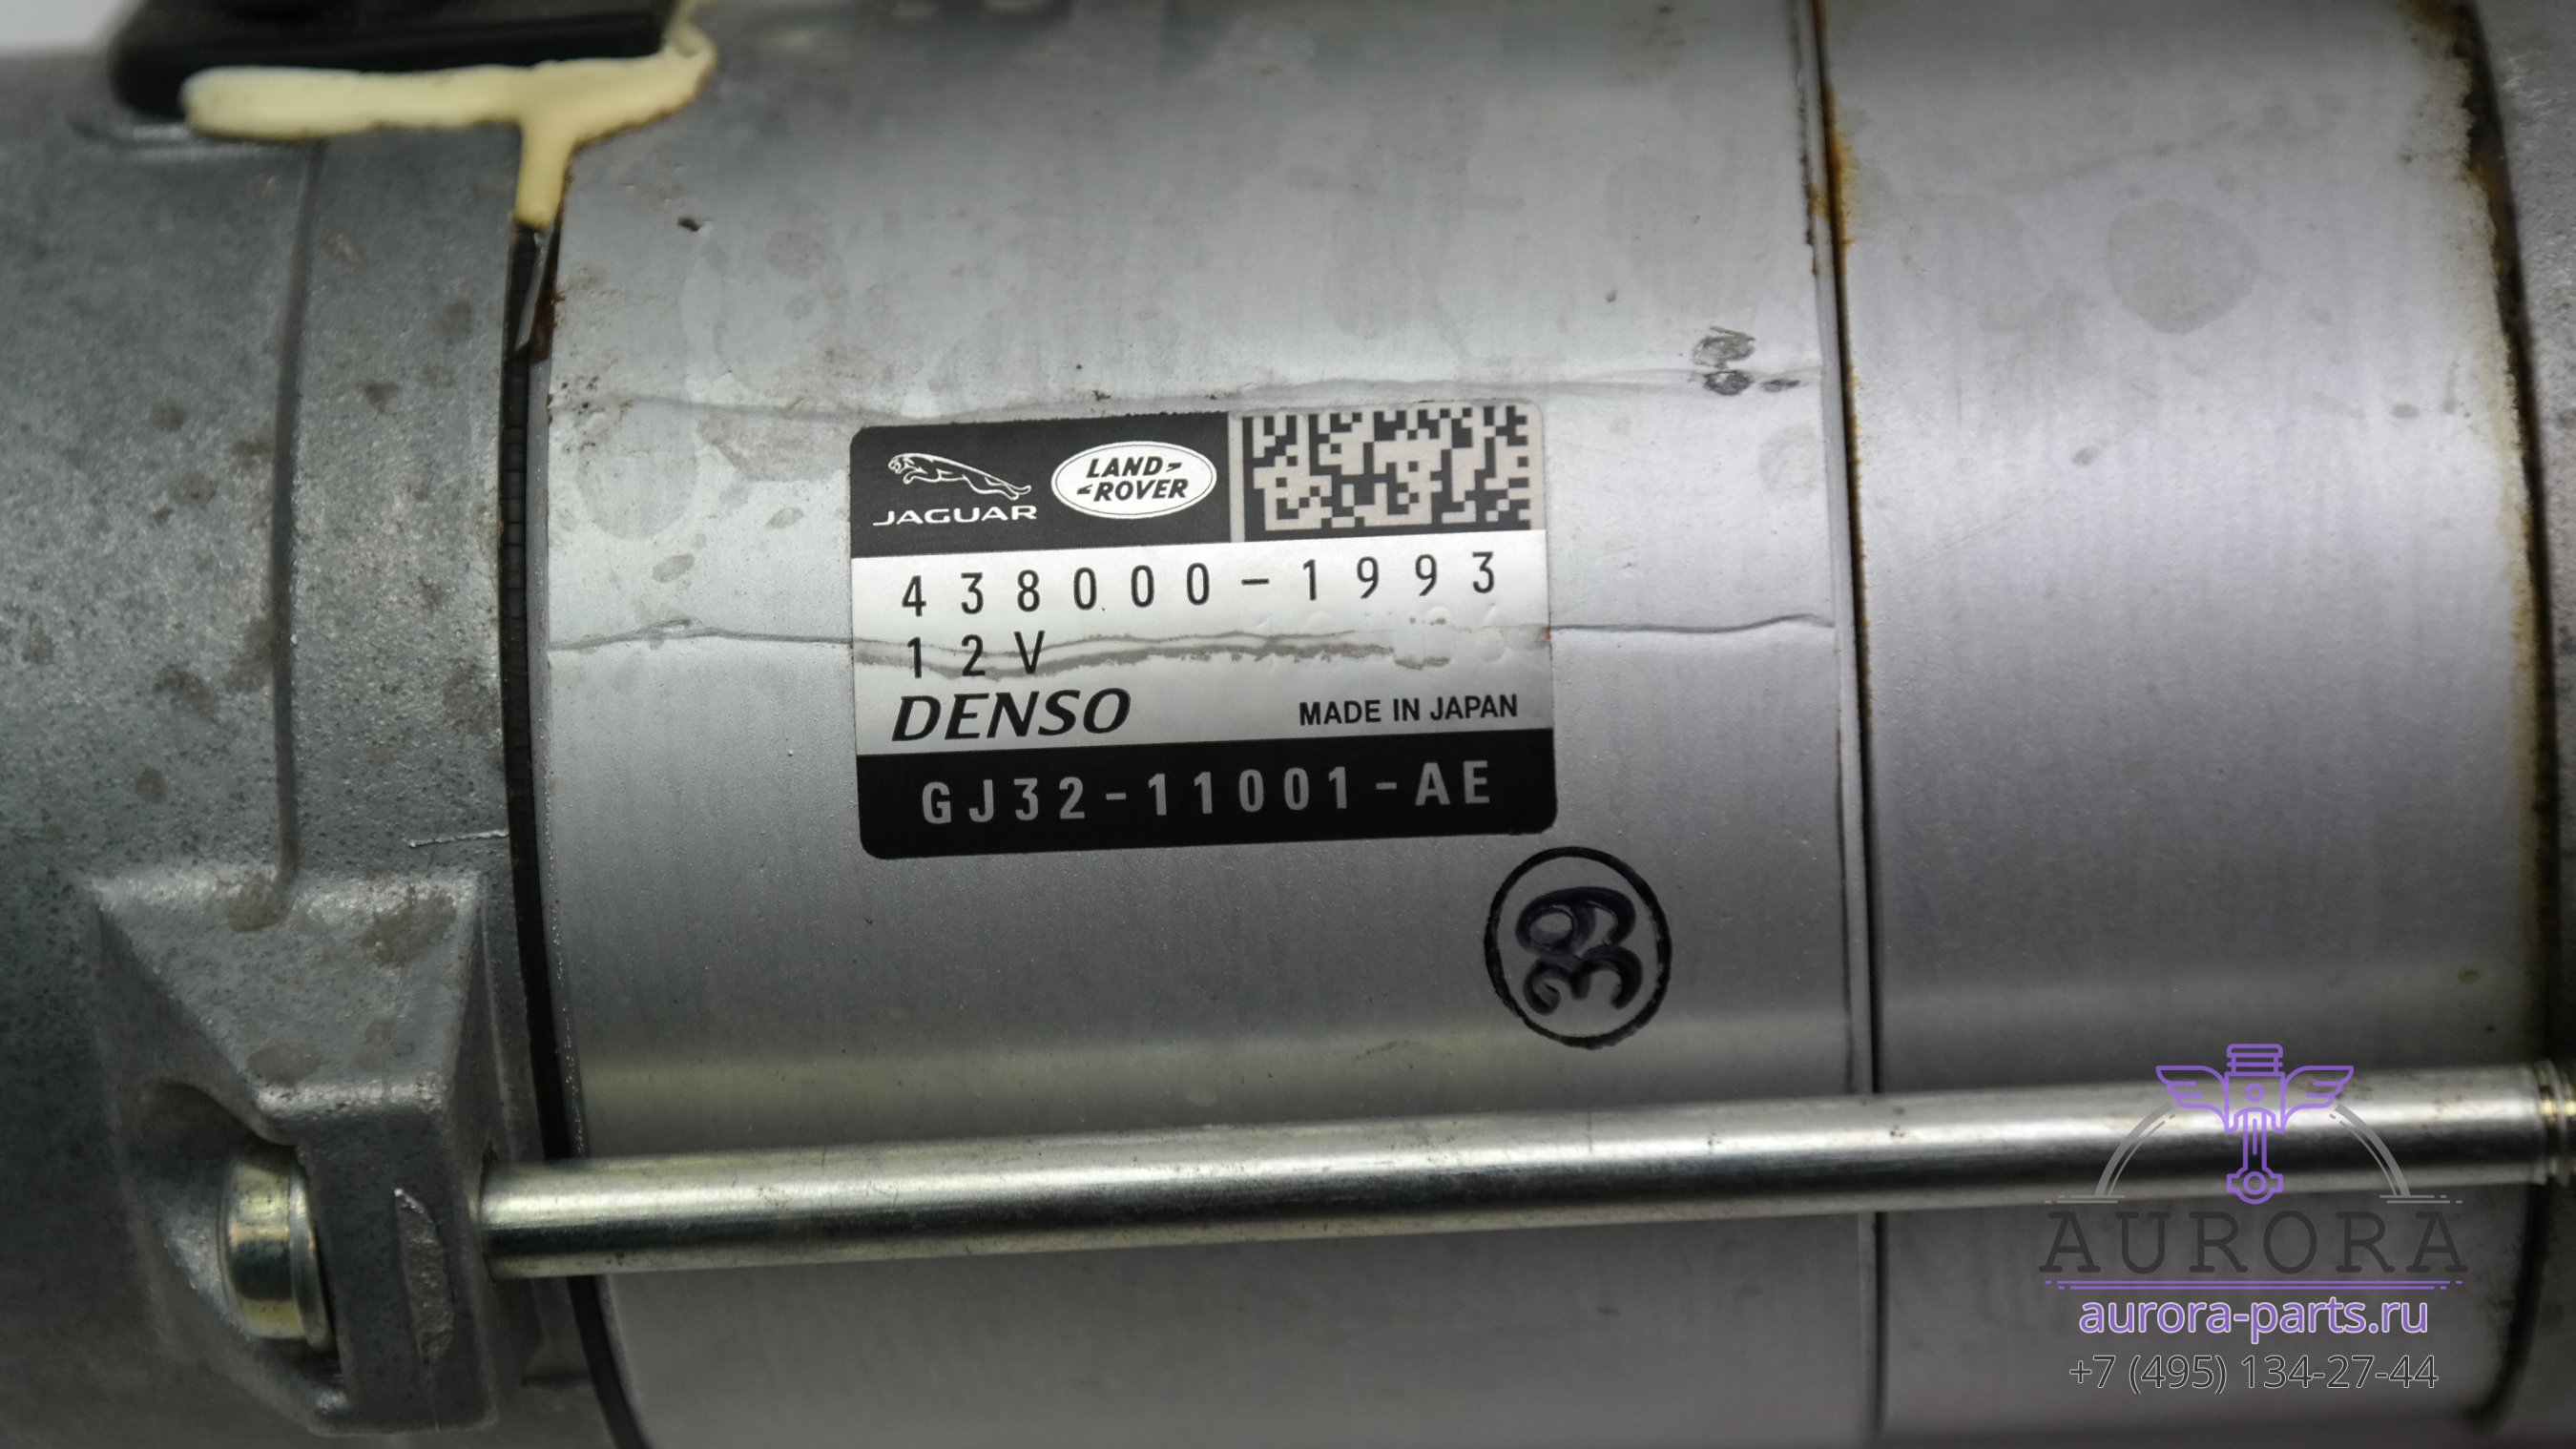 JAGUAR
LAND-
-ROVER
438000-1993
12V
DENSO
MADE IN JAPAN
GJ32-11001-AE
39
AURORA
aurora-parts.ru
+7 (495) 134-27-44